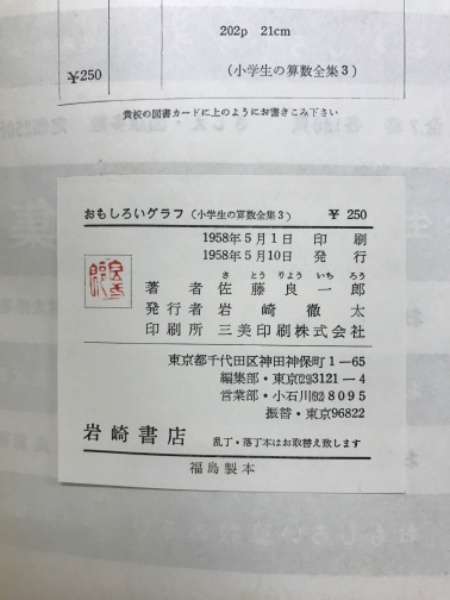 202p 21cm
¥250 (小学生の算数全集3)
貴校の図書カードに上のようにお書きこみ下さい
おもしろいグラフ(小学生の算数全集3) ¥ 250
1958年5月1日 印刷
1958年5月10日 発行
さとうりよういちろう
著者 佐藤良一郎
発行者 岩崎徹太
印刷所 三美印刷株式会社
東京都千代田区神田神保町1-65
編集部・東京(29)3121-4
営業部・小石川(92)8095
振替・東京96822
岩崎書店 乱丁・落丁本はお取替え致します
福島製本